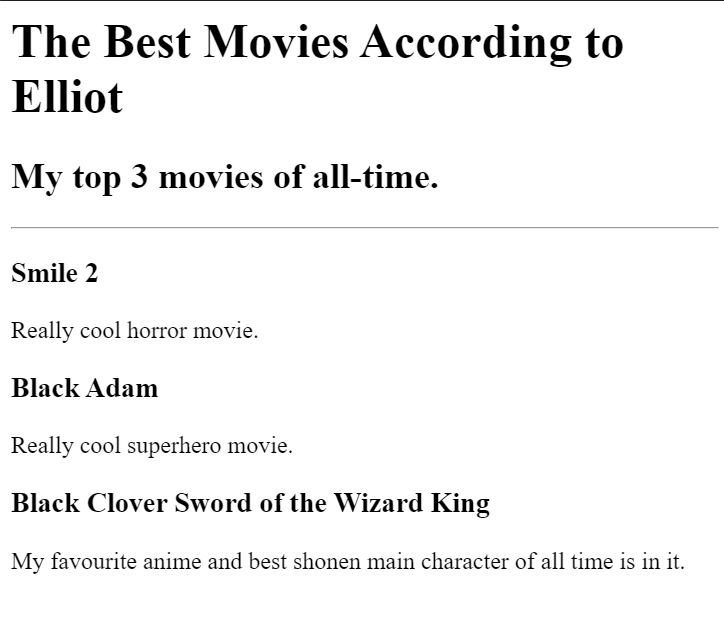 The Best Movies According to
Elliot
My top 3 movies of all-time.
Smile 2
Really cool horror movie.
Black Adam
Really cool superhero movie.
Black Clover Sword of the Wizard King
My favourite anime and best shonen main character of all time is in it.